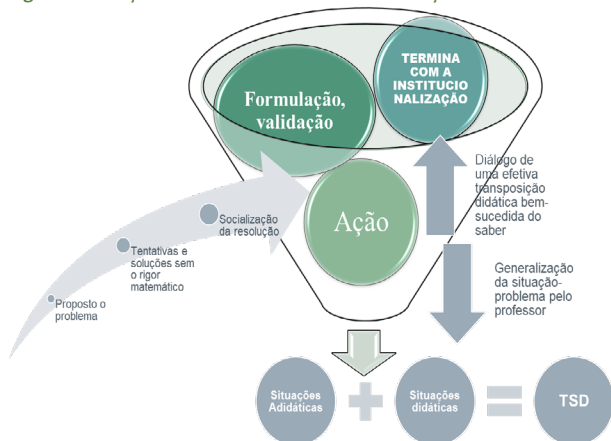 TERMINA
COM A
INSTITUCIO
NALIZAÇÃO
Formulação,
validação
Ação
Diálogo de
uma efetiva
transposição
didática bem-
sucedida do
saber
Socialização
da resolução
Tentativas e
soluções sem
o rigor
matemático
Proposto o
problema
Generalização
da situação-
problema pelo
professor
Situações
Adidáticas
Situações
didáticas
TSD